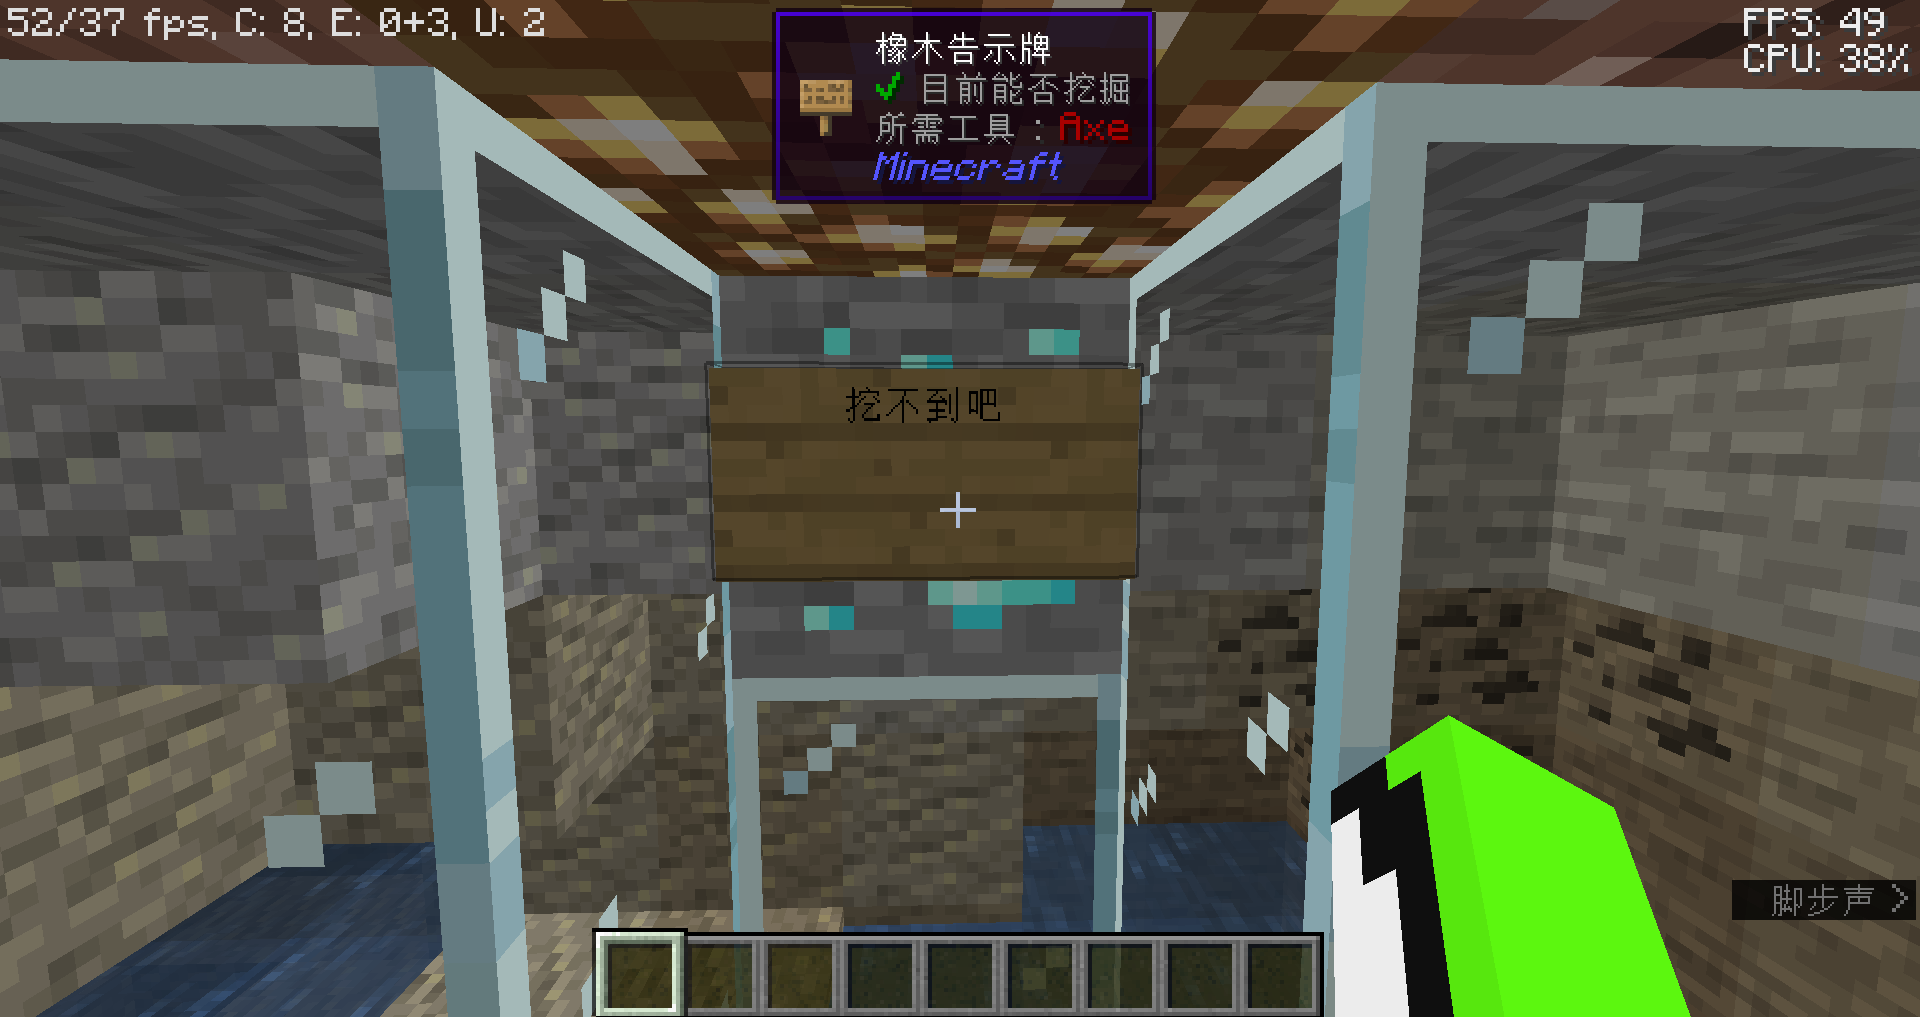 52/37 fps, C: 8, E: 0+3, U: 2
FPS: 49
CPU: 38%
橡木告示牌
✔ 目前能否挖掘
所需工具 : Axe
Minecraft
挖不到吧
脚步声 >